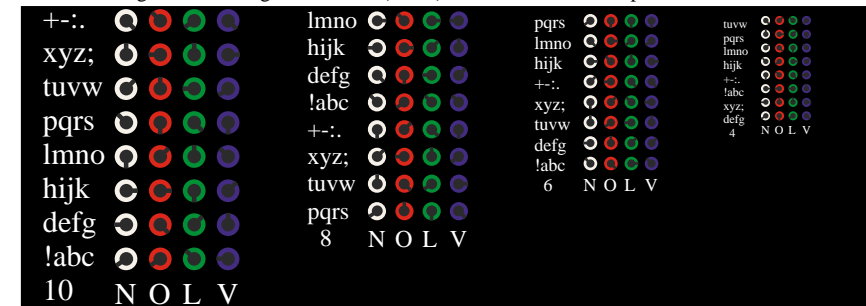 +-:.
xyz;
tuvw
pqrs
lmno
hijk
defg
!abc
10 N O L V
lmno
hijk
defg
!abc
+-:.
xyz;
tuvw
pqrs
8 N O L V
pqrs
lmno
hijk
+-:.
xyz;
tuvw
defg
!abc
6 N O L V
tuvw
pqrs
lmno
hijk
+-:.
!abc
xyz;
defg
4 N O L V